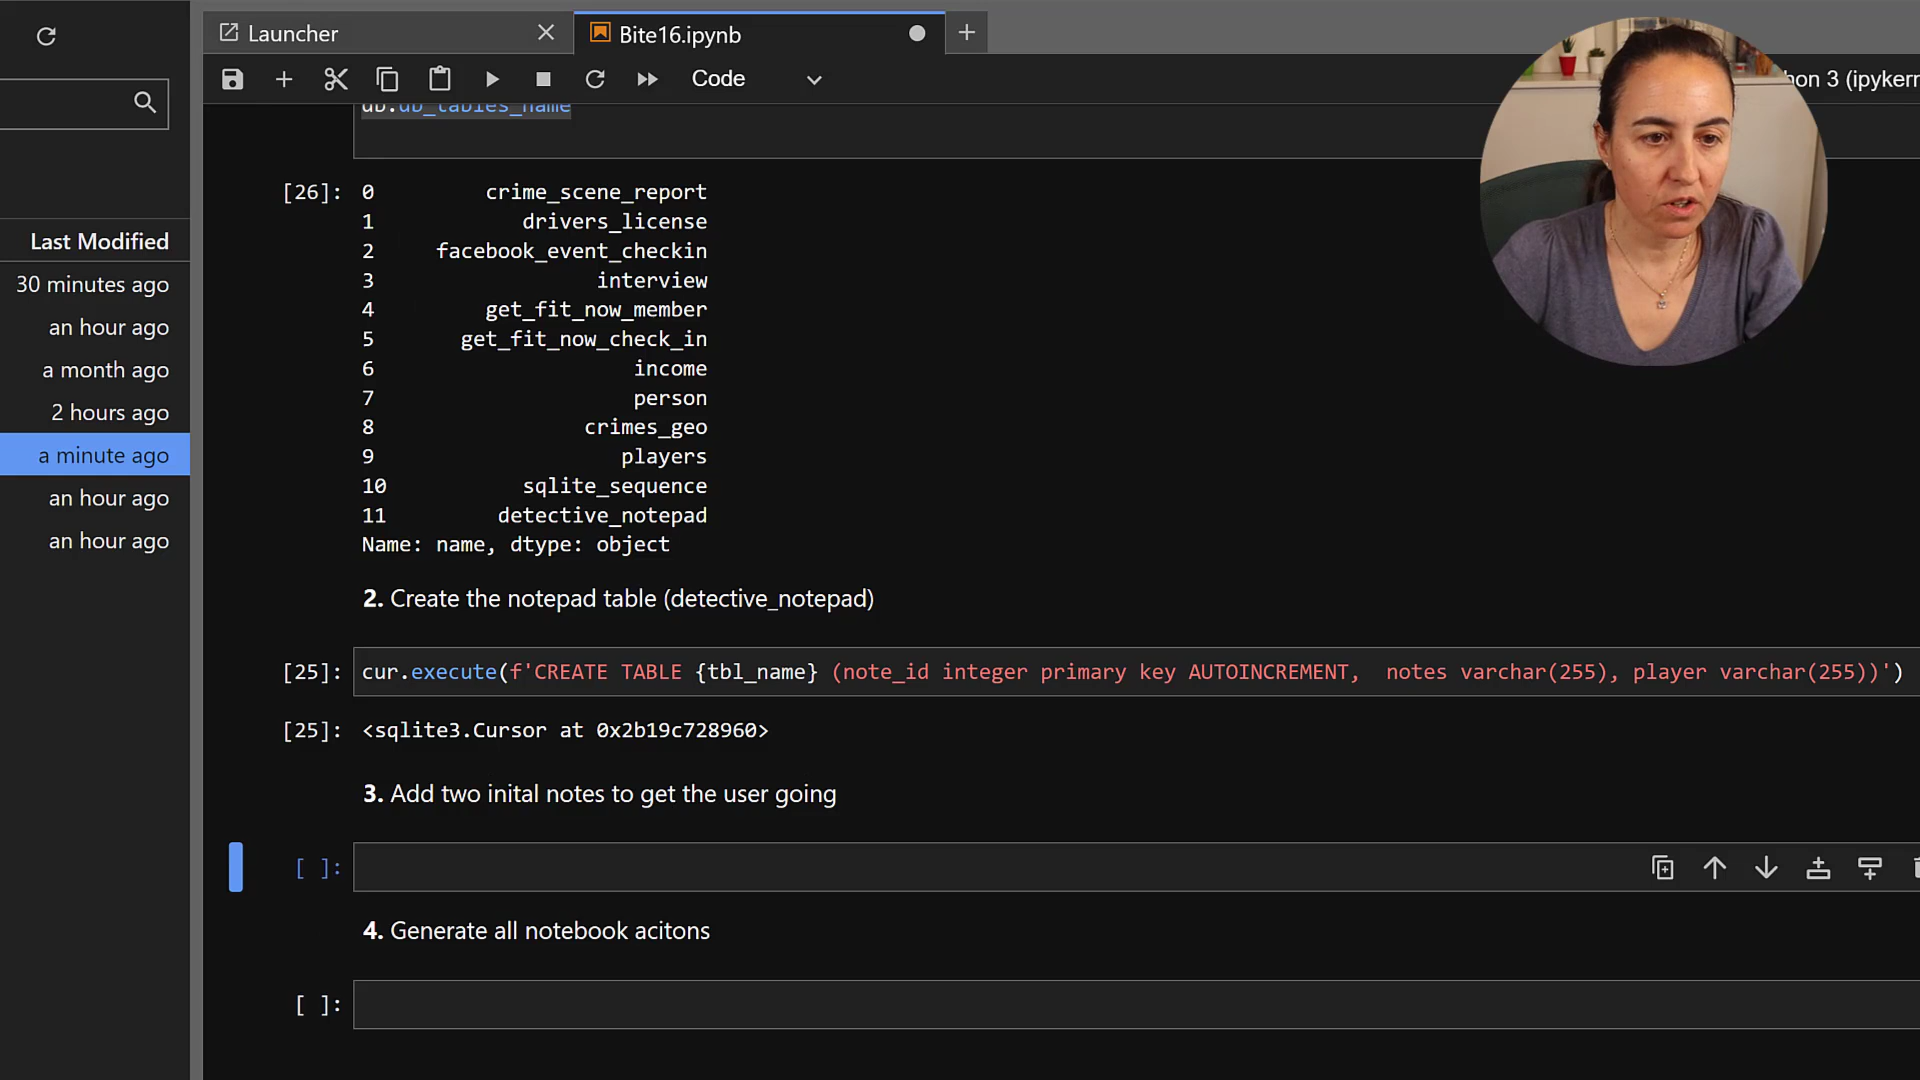 Launcher
Bite16.ipynb
Code
hon 3 (ipykern
db.db_tables_name
Last Modified
30 minutes ago
an hour ago
a month ago
2 hours ago
a minute ago
an hour ago
an hour ago
[26]: 0 crime_scene_report
1 drivers_license
2 facebook_event_checkin
3 interview
4 get_fit_now_member
5 get_fit_now_check_in
6 income
7 person
8 crimes_geo
9 players
10 sqlite_sequence
11 detective_notepad
Name: name, dtype: object
2. Create the notepad table (detective_notepad)
[25]: cur.execute(f'CREATE TABLE {tbl_name} (note_id integer primary key AUTOINCREMENT,  notes varchar(255), player varchar(255))')
[25]: <sqlite3.Cursor at 0x2b19c728960>
3. Add two inital notes to get the user going
[ ]:
4. Generate all notebook acitons
[ ]: